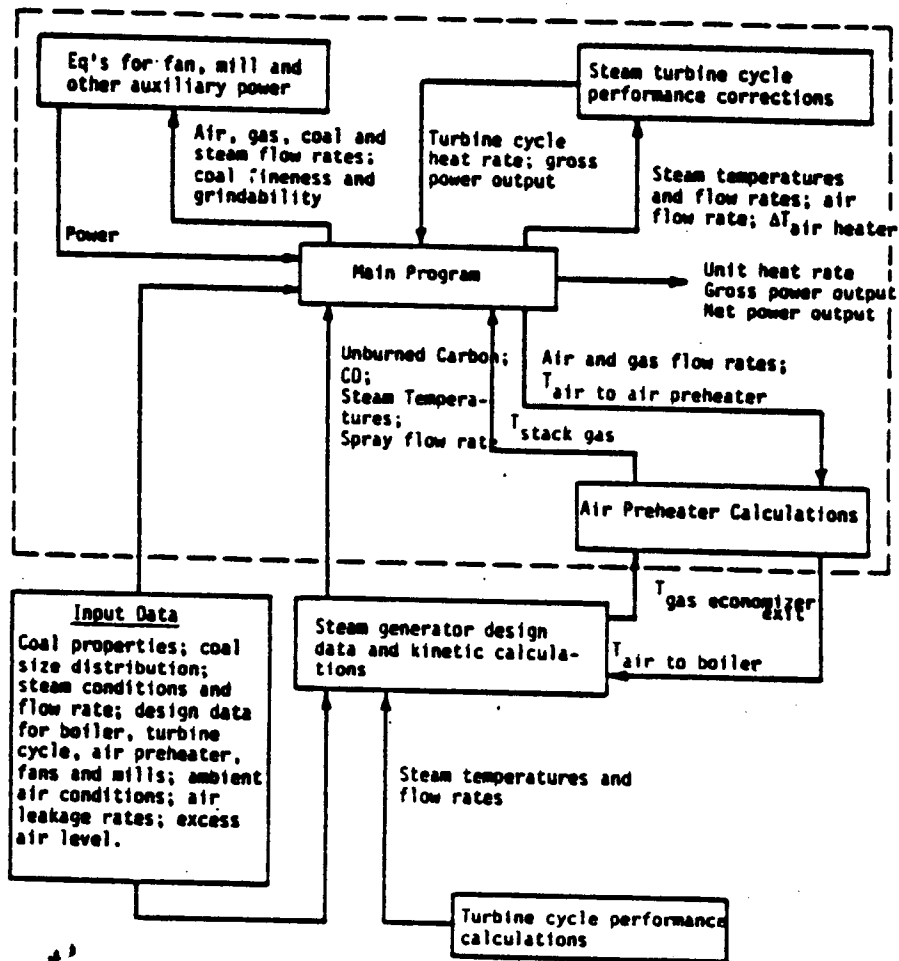 Eq's for fan, mill and
other auxiliary power
Steam turbine cycle
performance corrections
Air, gas, coal and
steam flow rates;
coal fineness and
grindability
Turbine cycle
heat rate; gross
power output
Steam temperatures
and flow rates; air
flow rate; ΔTair heater
Power
Main Program
Unit heat rate
Gross power output
Net power output
Unburned Carbon;
CO;
Steam Tempera-
tures;
Spray flow rate
Air and gas flow rates;
Tair to air preheater
Tstack gas
Air Preheater Calculations
Tgas economizer
exit
Tair to boiler
Input Data
Coal properties; coal
size distribution;
steam conditions and
flow rate; design data
for boiler, turbine
cycle, air preheater,
fans and mills; ambient
air conditions; air
leakage rates; excess
air level.
Steam generator design
data and kinetic calcula-
tions
Steam temperatures and
flow rates
Turbine cycle performance
calculations